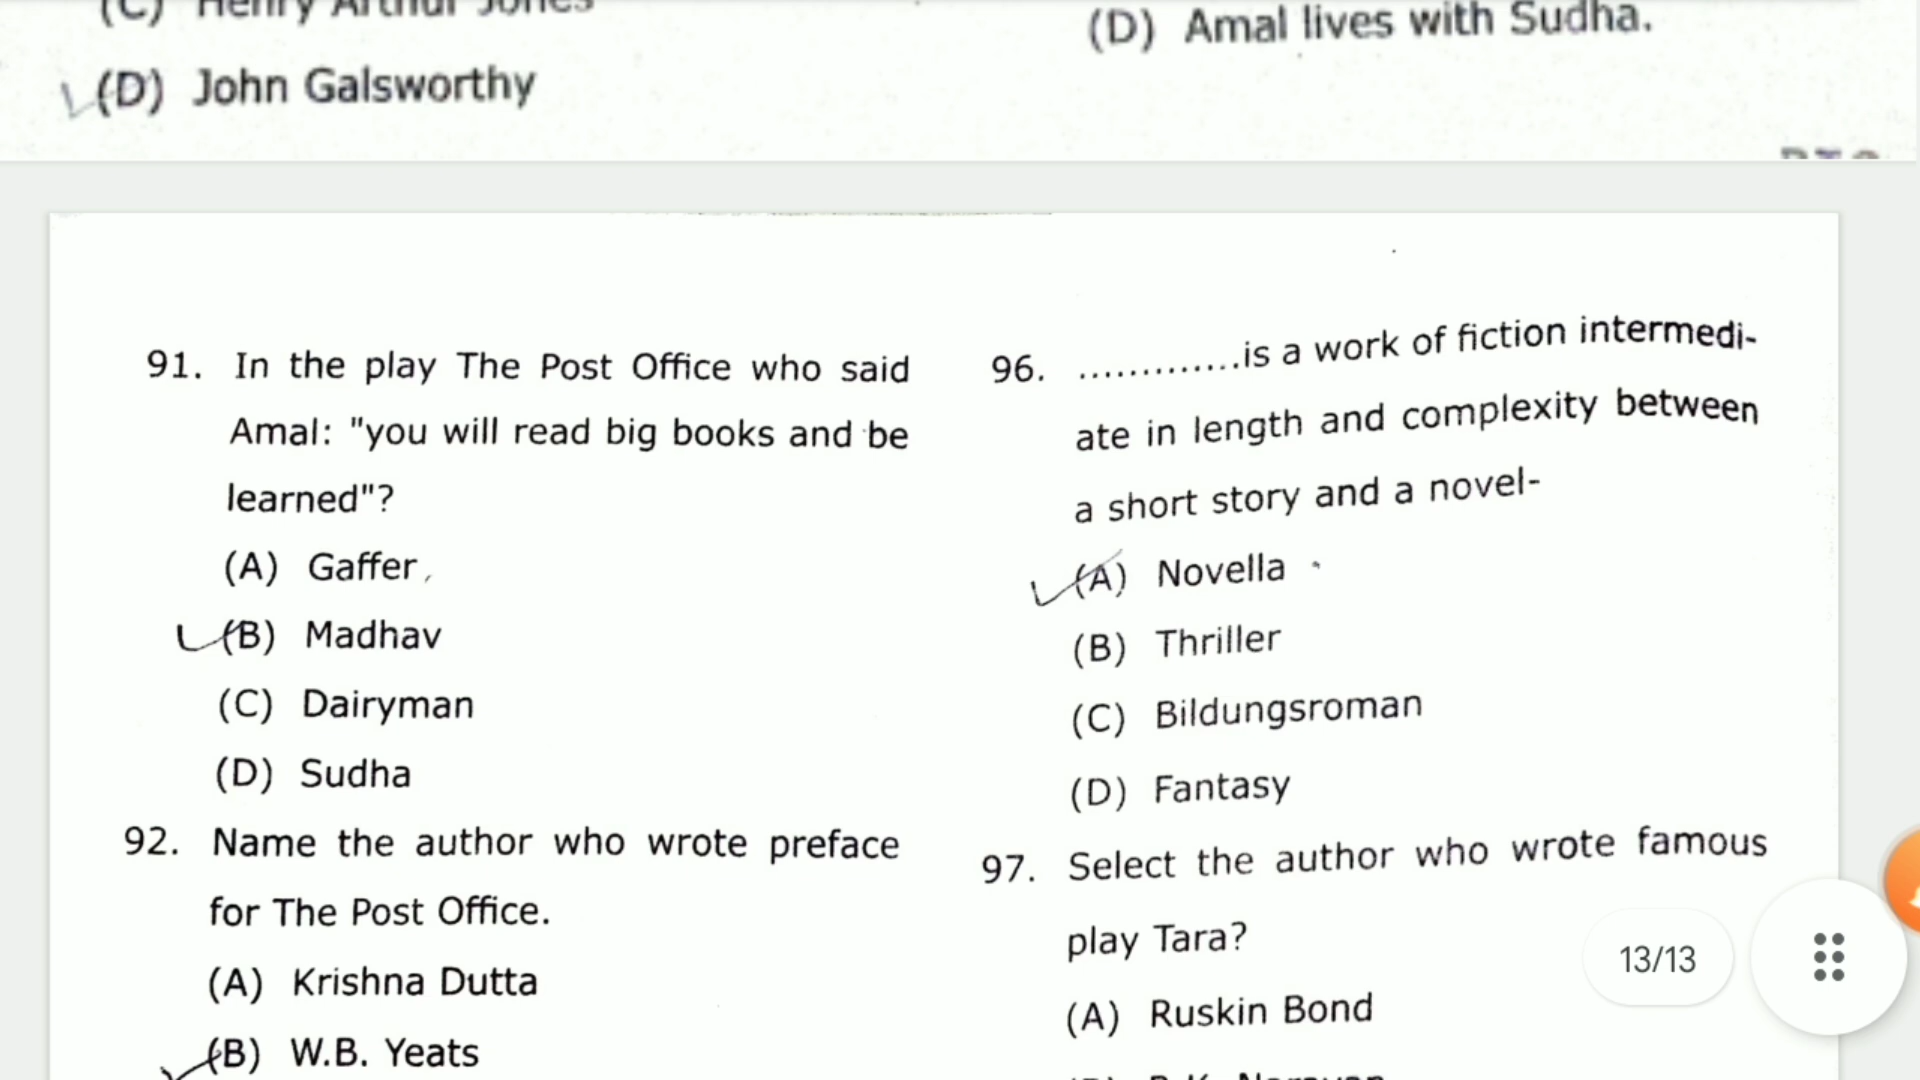 (C) Henry Arthur Jones
(D) John Galsworthy
(D) Amal lives with Sudha.
91. In the play The Post Office who said
Amal: "you will read big books and be
learned"?
(A) Gaffer
(B) Madhav
(C) Dairyman
(D) Sudha
92. Name the author who wrote preface
for The Post Office.
(A) Krishna Dutta
(B) W.B. Yeats
96. .............is a work of fiction intermedi-
ate in length and complexity between
a short story and a novel-
(A) Novella
(B) Thriller
(C) Bildungsroman
(D) Fantasy
97. Select the author who wrote famous
play Tara?
(A) Ruskin Bond
13/13